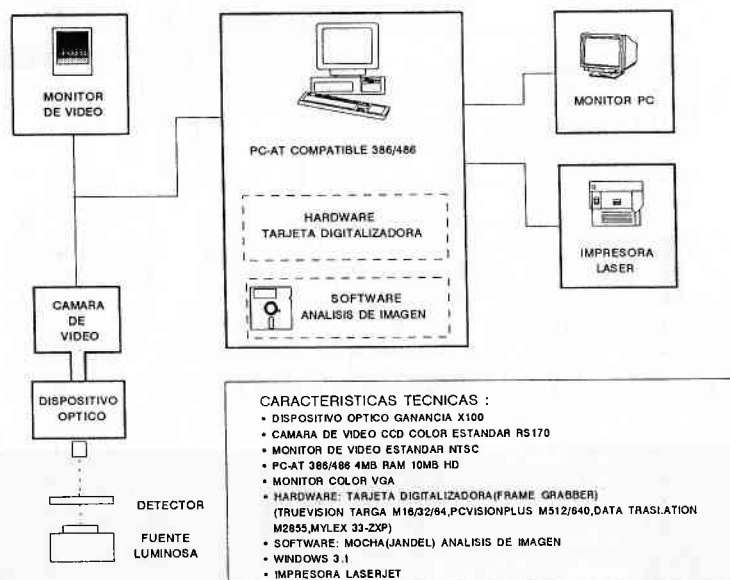 MONITOR
DE VIDEO
PC-AT COMPATIBLE 386/486
MONITOR PC
HARDWARE
TARJETA DIGITALIZADORA
IMPRESORA
LASER
SOFTWARE
ANALISIS DE IMAGEN
CAMARA
DE
VIDEO
DISPOSITIVO
OPTICO
DETECTOR
FUENTE
LUMINOSA
CARACTERISTICAS TECNICAS :
• DISPOSITIVO OPTICO GANANCIA X100
• CAMARA DE VIDEO CCD COLOR ESTANDAR RS170
• MONITOR DE VIDEO ESTANDAR NTSC
• PC-AT 386/486 4MB RAM 10MB HD
• MONITOR COLOR VGA
• HARDWARE: TARJETA DIGITALIZADORA(FRAME GRABBER)
(TRUEVISION TARGA M16/32/64,PCVISIONPLUS M512/640,DATA TRASLATION
M2855,MYLEX 33-ZXP)
• SOFTWARE: MOCHA(JANDEL) ANALISIS DE IMAGEN
• WINDOWS 3.1
• IMPRESORA LASERJET